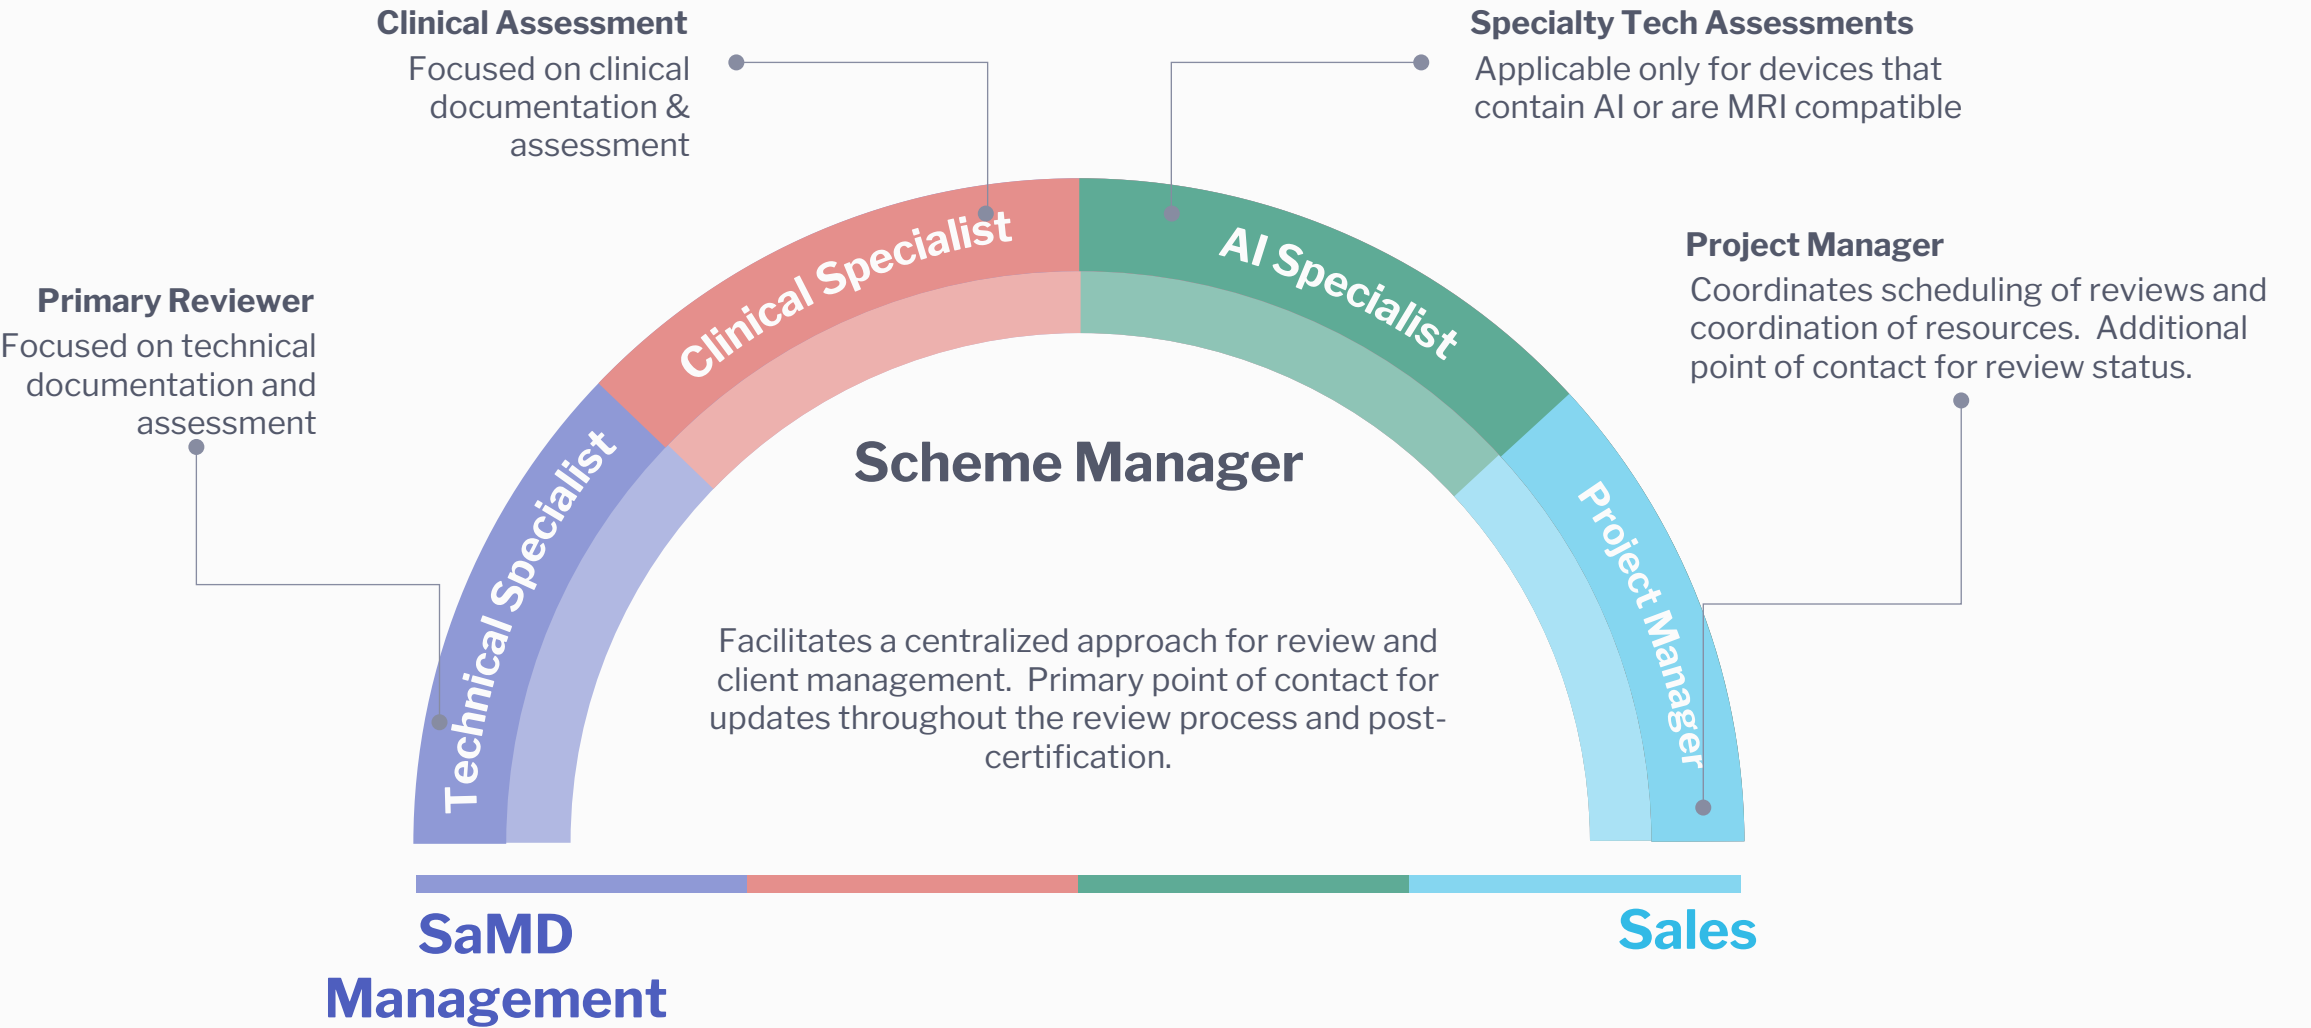 Clinical Assessment
Focused on clinical
documentation &
assessment
Specialty Tech Assessments
Applicable only for devices that
contain AI or are MRI compatible
Primary Reviewer
Focused on technical
documentation and
assessment
Project Manager
Coordinates scheduling of reviews and
coordination of resources.  Additional
point of contact for review status.
Technical Specialist
Clinical Specialist
AI Specialist
Project Manager
Scheme Manager
Facilitates a centralized approach for review and
client management.  Primary point of contact for
updates throughout the review process and post-
certification.
SaMD
Management
Sales